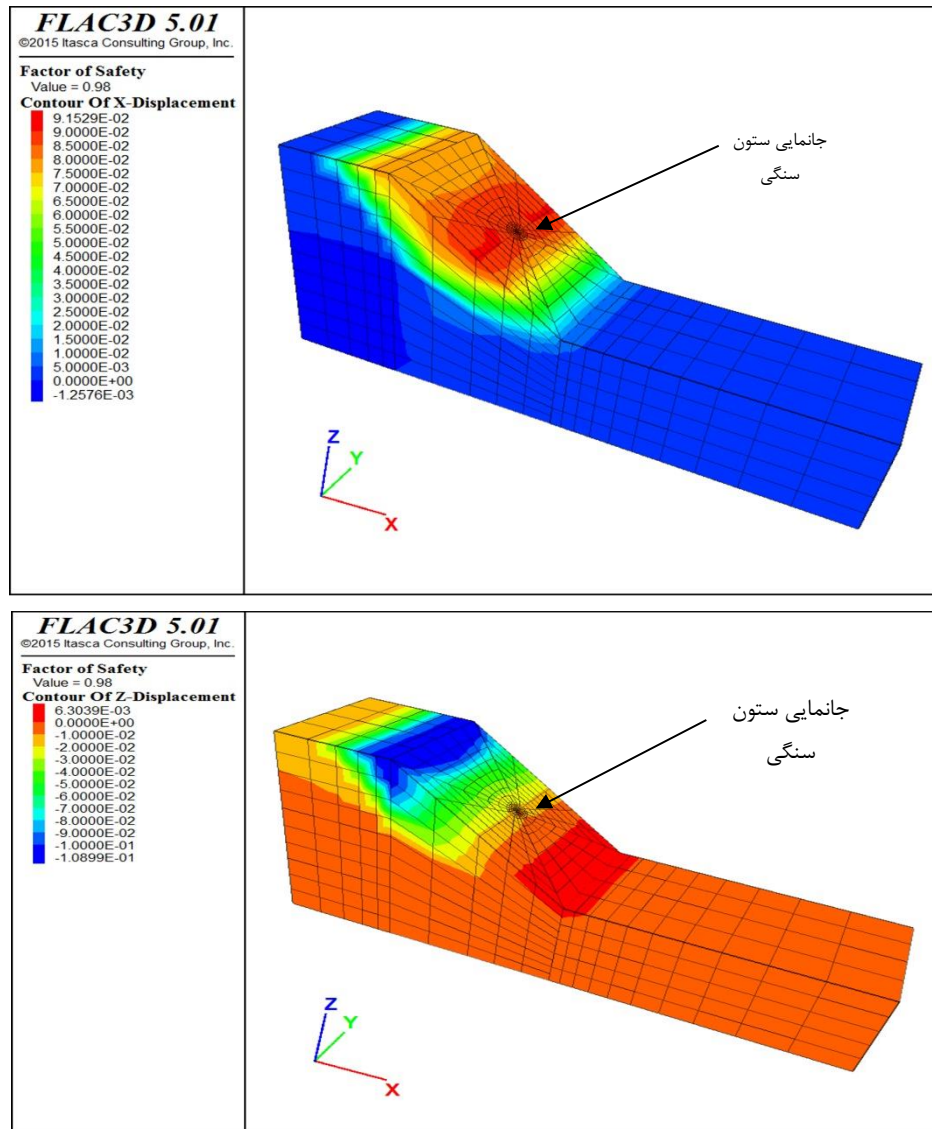 FLAC3D 5.01
©2015 Itasca Consulting Group, Inc.
Factor of Safety
Value = 0.98
Contour Of X-Displacement
9.1529E-02
9.0000E-02
8.5000E-02
8.0000E-02
7.5000E-02
7.0000E-02
6.5000E-02
6.0000E-02
5.5000E-02
5.0000E-02
4.5000E-02
4.0000E-02
3.5000E-02
3.0000E-02
2.5000E-02
2.0000E-02
1.5000E-02
1.0000E-02
5.0000E-03
0.0000E+00
-1.2576E-03
جانمایی ستون
سنگی
Z
Y
X
FLAC3D 5.01
©2015 Itasca Consulting Group, Inc.
Factor of Safety
Value = 0.98
Contour Of Z-Displacement
6.3039E-03
0.0000E+00
-1.0000E-02
-2.0000E-02
-3.0000E-02
-4.0000E-02
-5.0000E-02
-6.0000E-02
-7.0000E-02
-8.0000E-02
-9.0000E-02
-1.0000E-01
-1.0899E-01
جانمایی ستون
سنگی
Z
Y
X